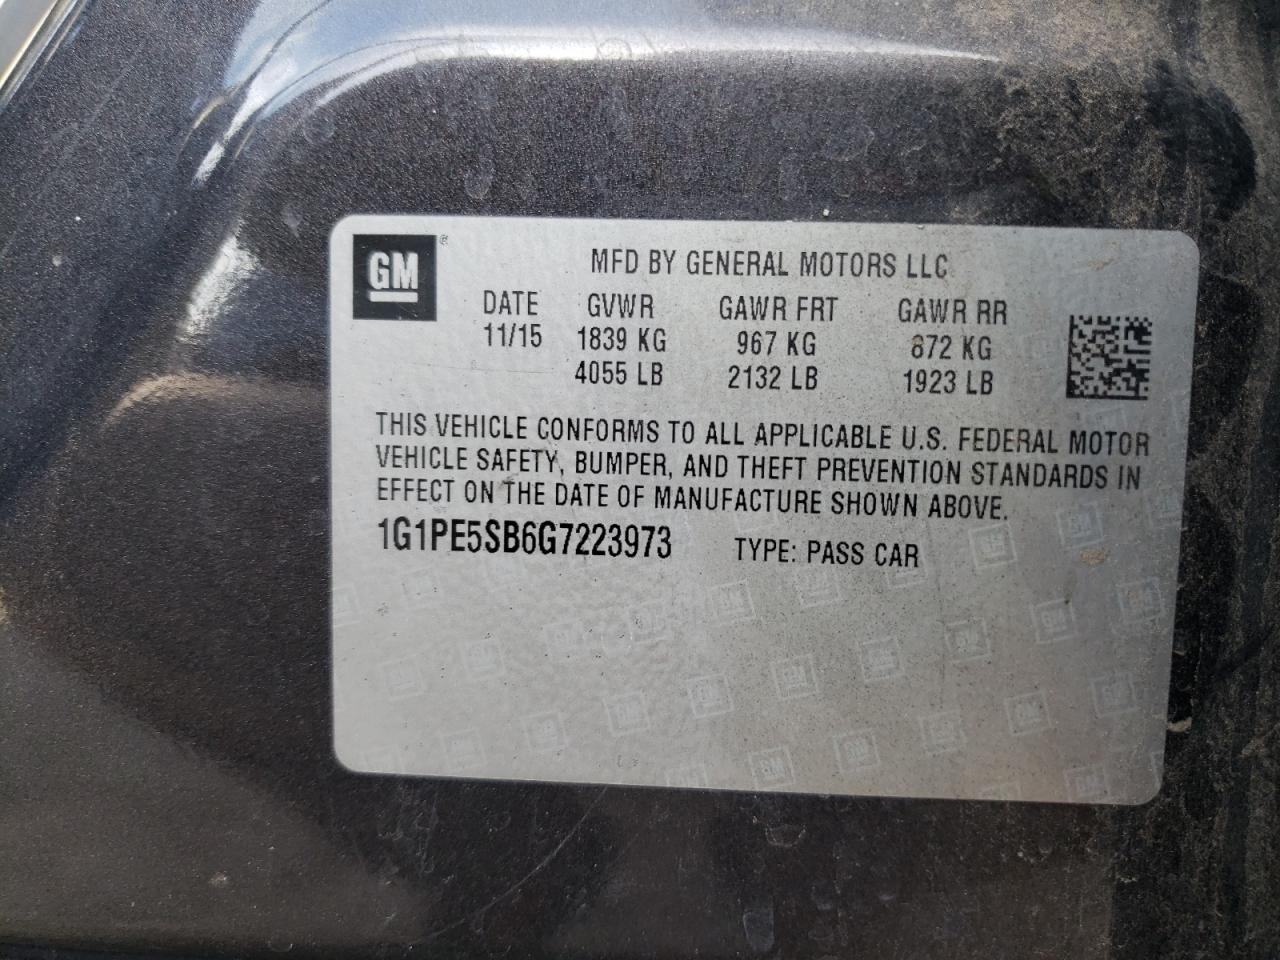 GM
MFD BY GENERAL MOTORS LLC
DATE GVWR GAWR FRT GAWR RR
11/15 1839 KG 967 KG 872 KG
4055 LB 2132 LB 1923 LB
THIS VEHICLE CONFORMS TO ALL APPLICABLE U.S. FEDERAL MOTOR
VEHICLE SAFETY, BUMPER, AND THEFT PREVENTION STANDARDS IN
EFFECT ON THE DATE OF MANUFACTURE SHOWN ABOVE.
1G1PE5SB6G7223973 TYPE: PASS CAR